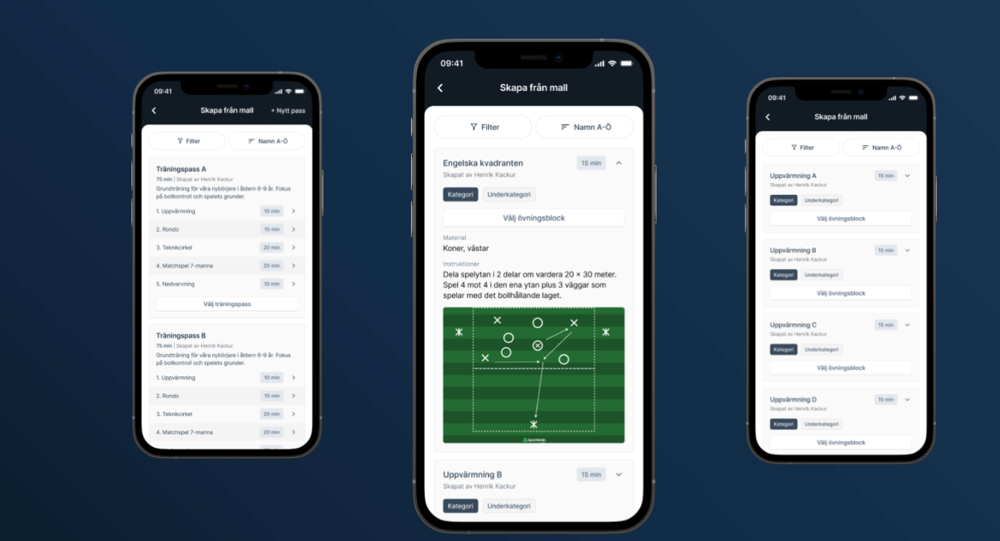 09:41
Skapa från mall
+ Nytt pass
Filter
Namn A-Ö
Träningspass A
75 min | Skapat av Henrik Kackur
Grundträning för våra nybörjare i åldern 6-9 år. Fokus
på bollkontroll och spelets grunder.
1. Uppvärmning
10 min
2. Rondo
15 min
3. Teknikcirkel
20 min
4. Matchspel 7-manna
20 min
5. Nedvarvning
10 min
Välj träningspass
Träningspass B
75 min | Skapat av Henrik Kackur
Grundträning för våra nybörjare i åldern 6-9 år. Fokus
på bollkontroll och spelets grunder.
1. Uppvärmning
10 min
2. Rondo
15 min
3. Teknikcirkel
20 min
4. Matchspel 7-manna
20 min
09:41
Skapa från mall
Filter
Namn A-Ö
Engelska kvadranten
15 min
Skapat av Henrik Kackur
Kategori
Underkategori
Välj övningsblock
Material
Koner, västar
Instruktioner
Dela spelytan i 2 delar om vardera 20 × 30 meter.
Spel 4 mot 4 i den ena ytan plus 3 väggar som
spelar med det bollhållande laget.
SportAdmin
Uppvärmning B
15 min
Skapat av Henrik Kackur
Kategori
Underkategori
09:41
Skapa från mall
Filter
Namn A-Ö
Uppvärmning A
15 min
Skapat av Henrik Kackur
Kategori
Underkategori
Välj övningsblock
Uppvärmning B
15 min
Skapat av Henrik Kackur
Kategori
Underkategori
Välj övningsblock
Uppvärmning C
15 min
Skapat av Henrik Kackur
Kategori
Underkategori
Välj övningsblock
Uppvärmning D
15 min
Skapat av Henrik Kackur
Kategori
Underkategori
Välj övningsblock